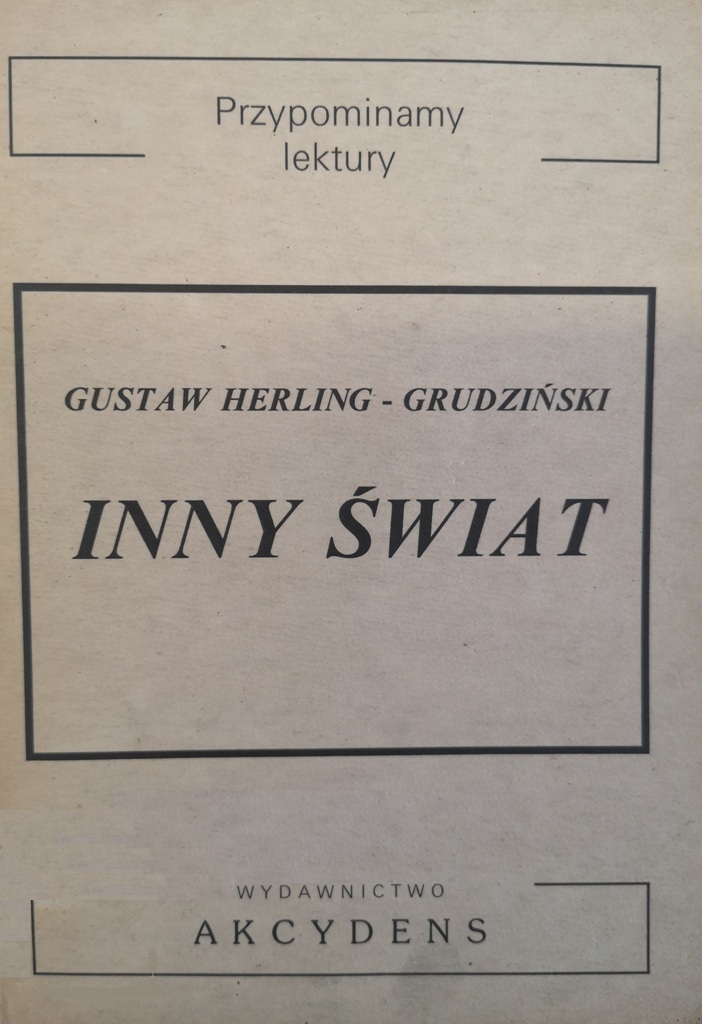 Przypominamy
lektury
GUSTAW HERLING - GRUDZIŃSKI
INNY ŚWIAT
WYDAWNICTWO
AKCYDENS